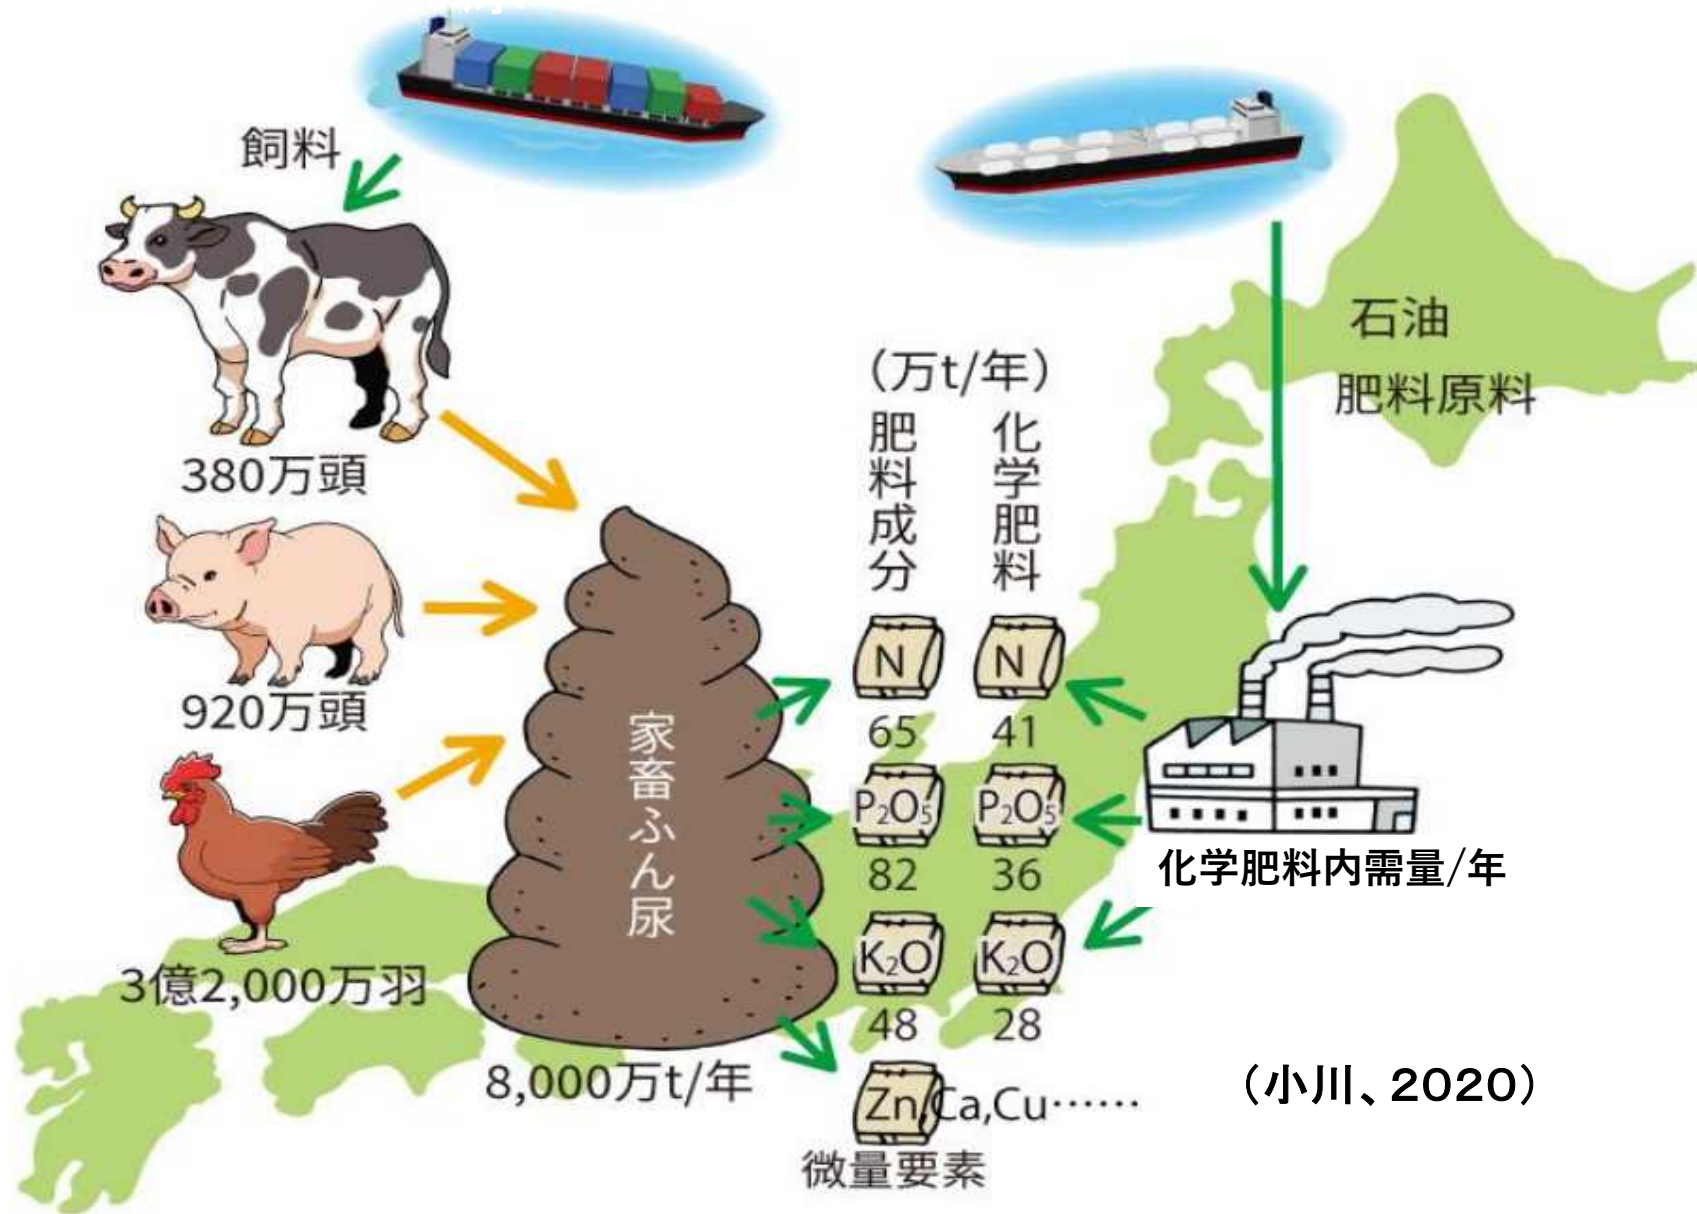 飼料
石油
肥料原料
(万t/年)
肥料成分
化学肥料
380万頭
920万頭
3億2,000万羽
家畜ふん尿
8,000万t/年
N
N
65
41
P₂O₅
P₂O₅
82
36
K₂O
K₂O
48
28
Zn,Ca,Cu……
微量要素
化学肥料内需量/年
(小川、2020)